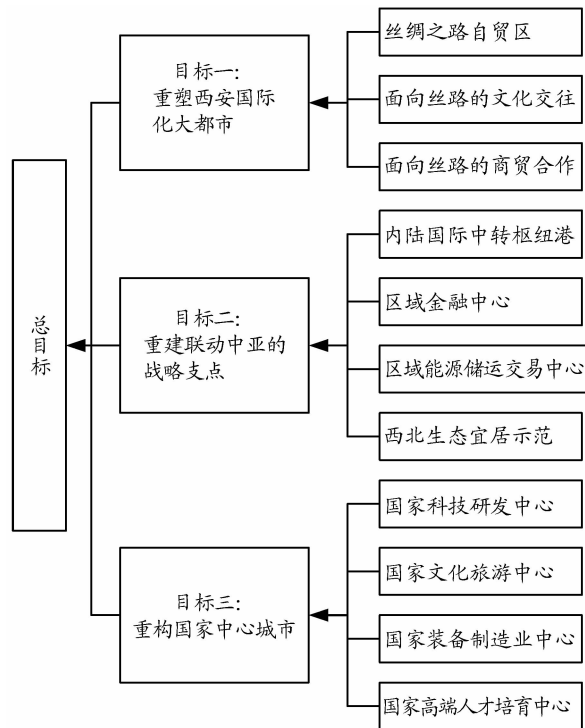 总目标
目标一：
重塑西安国际
化大都市
丝绸之路自贸区
面向丝路的文化交往
面向丝路的商贸合作
目标二：
重建联动中亚的
战略支点
内陆国际中转枢纽港
区域金融中心
区域能源储运交易中心
西北生态宜居示范
目标三：
重构国家中心城市
国家科技研发中心
国家文化旅游中心
国家装备制造业中心
国家高端人才培育中心